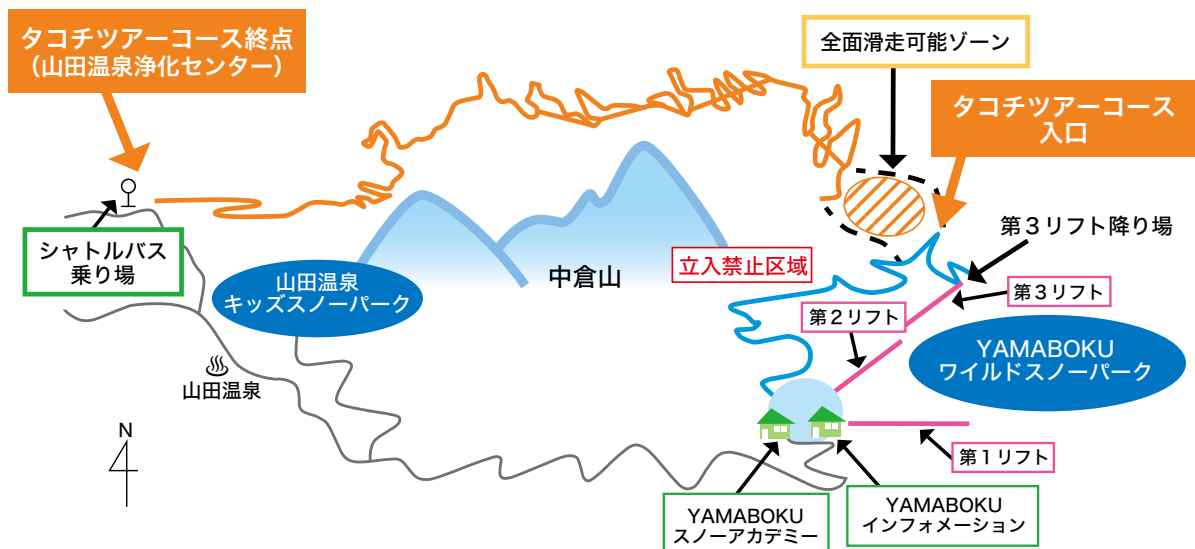 タコチツアーコース終点
（山田温泉浄化センター）
全面滑走可能ゾーン
タコチツアーコース
入口
シャトルバス
乗り場
山田温泉
キッズスノーパーク
中倉山
立入禁止区域
第３リフト降り場
第３リフト
第２リフト
YAMABOKU
ワイルドスノーパーク
山田温泉
N
第１リフト
YAMABOKU
スノーアカデミー
YAMABOKU
インフォメーション